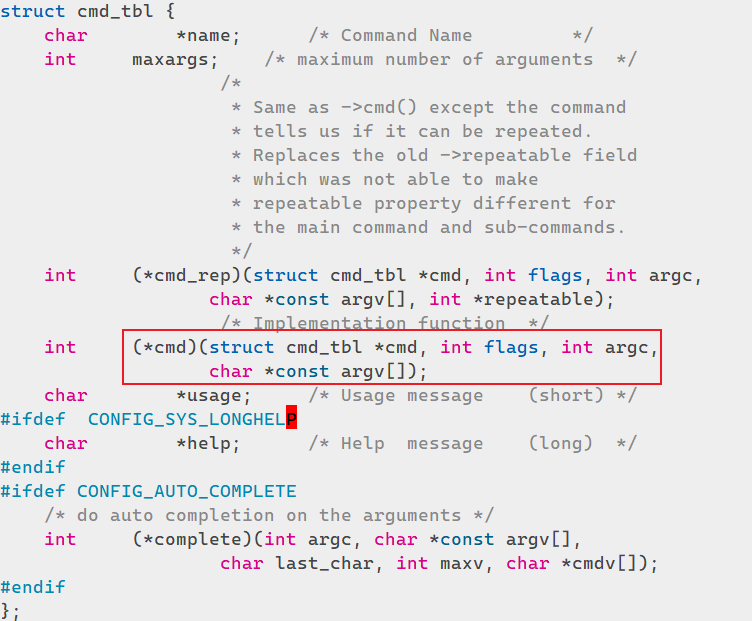 struct cmd_tbl {
    char        *name;      /* Command Name         */
    int     maxargs;    /* maximum number of arguments  */
                    /*
                     * Same as ->cmd() except the command
                     * tells us if it can be repeated.
                     * Replaces the old ->repeatable field
                     * which was not able to make
                     * repeatable property different for
                     * the main command and sub-commands.
                     */
    int     (*cmd_rep)(struct cmd_tbl *cmd, int flags, int argc,
                   char *const argv[], int *repeatable);
                    /* Implementation function  */
    int     (*cmd)(struct cmd_tbl *cmd, int flags, int argc,
                   char *const argv[]);
    char        *usage;     /* Usage message    (short) */
#ifdef  CONFIG_SYS_LONGHELP
    char        *help;      /* Help  message    (long)  */
#endif
#ifdef CONFIG_AUTO_COMPLETE
    /* do auto completion on the arguments */
    int     (*complete)(int argc, char *const argv[],
                    char last_char, int maxv, char *cmdv[]);
#endif
};